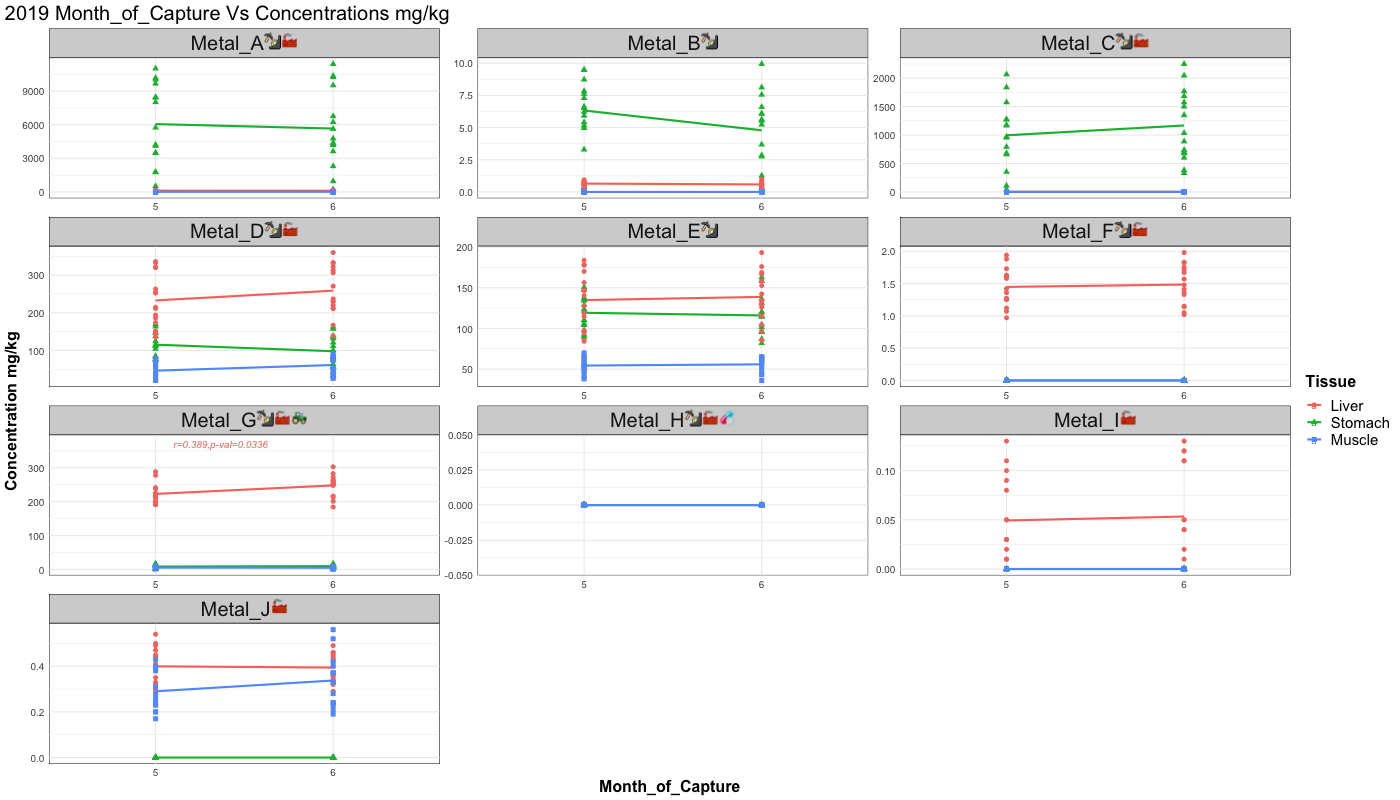 2019 Month_of_Capture Vs Concentrations mg/kg
Metal_A
Metal_B
Metal_C
9000
6000
3000
0
5 6
10.0
7.5
5.0
2.5
0.0
5 6
2000
1500
1000
500
0
5 6
Metal_D
Metal_E
Metal_F
300
200
100
5 6
200
150
100
50
5 6
2.0
1.5
1.0
0.5
0.0
5 6
Metal_G
Metal_H
Metal_I
r=0.389,p-val=0.0336
300
200
100
0
5 6
0.050
0.025
0.000
-0.025
-0.050
5 6
0.10
0.05
0.00
5 6
Metal_J
0.4
0.2
0.0
5 6
Concentration mg/kg
Month_of_Capture
Tissue
Liver
Stomach
Muscle